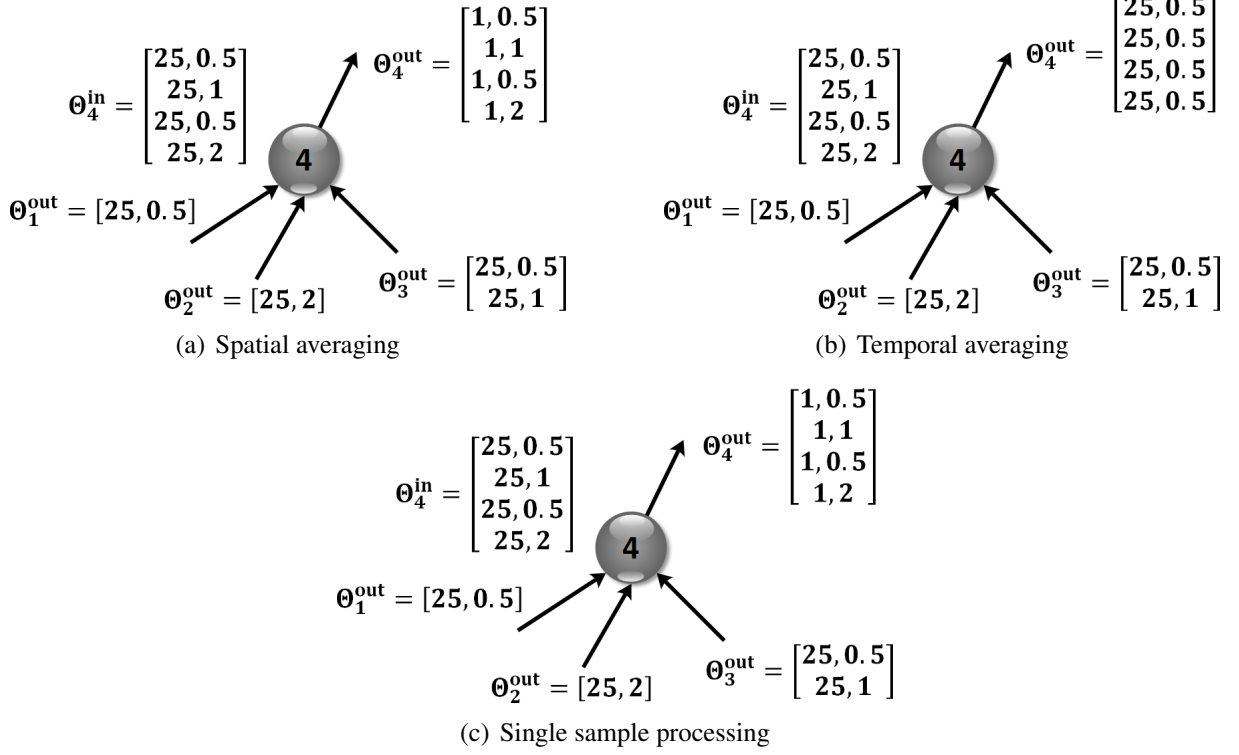 Θ₄ⁱⁿ = [25, 0.5
25, 1
25, 0.5
25, 2]
Θ₄ᵒᵘᵗ = [1, 0.5
1, 1
1, 0.5
1, 2]
4
Θ₁ᵒᵘᵗ = [25, 0.5]
Θ₂ᵒᵘᵗ = [25, 2]
Θ₃ᵒᵘᵗ = [25, 0.5
25, 1]
(a) Spatial averaging
Θ₄ⁱⁿ = [25, 0.5
25, 1
25, 0.5
25, 2]
Θ₄ᵒᵘᵗ = [25, 0.5
25, 0.5
25, 0.5
25, 0.5]
4
Θ₁ᵒᵘᵗ = [25, 0.5]
Θ₂ᵒᵘᵗ = [25, 2]
Θ₃ᵒᵘᵗ = [25, 0.5
25, 1]
(b) Temporal averaging
Θ₄ⁱⁿ = [25, 0.5
25, 1
25, 0.5
25, 2]
Θ₄ᵒᵘᵗ = [1, 0.5
1, 1
1, 0.5
1, 2]
4
Θ₁ᵒᵘᵗ = [25, 0.5]
Θ₂ᵒᵘᵗ = [25, 2]
Θ₃ᵒᵘᵗ = [25, 0.5
25, 1]
(c) Single sample processing